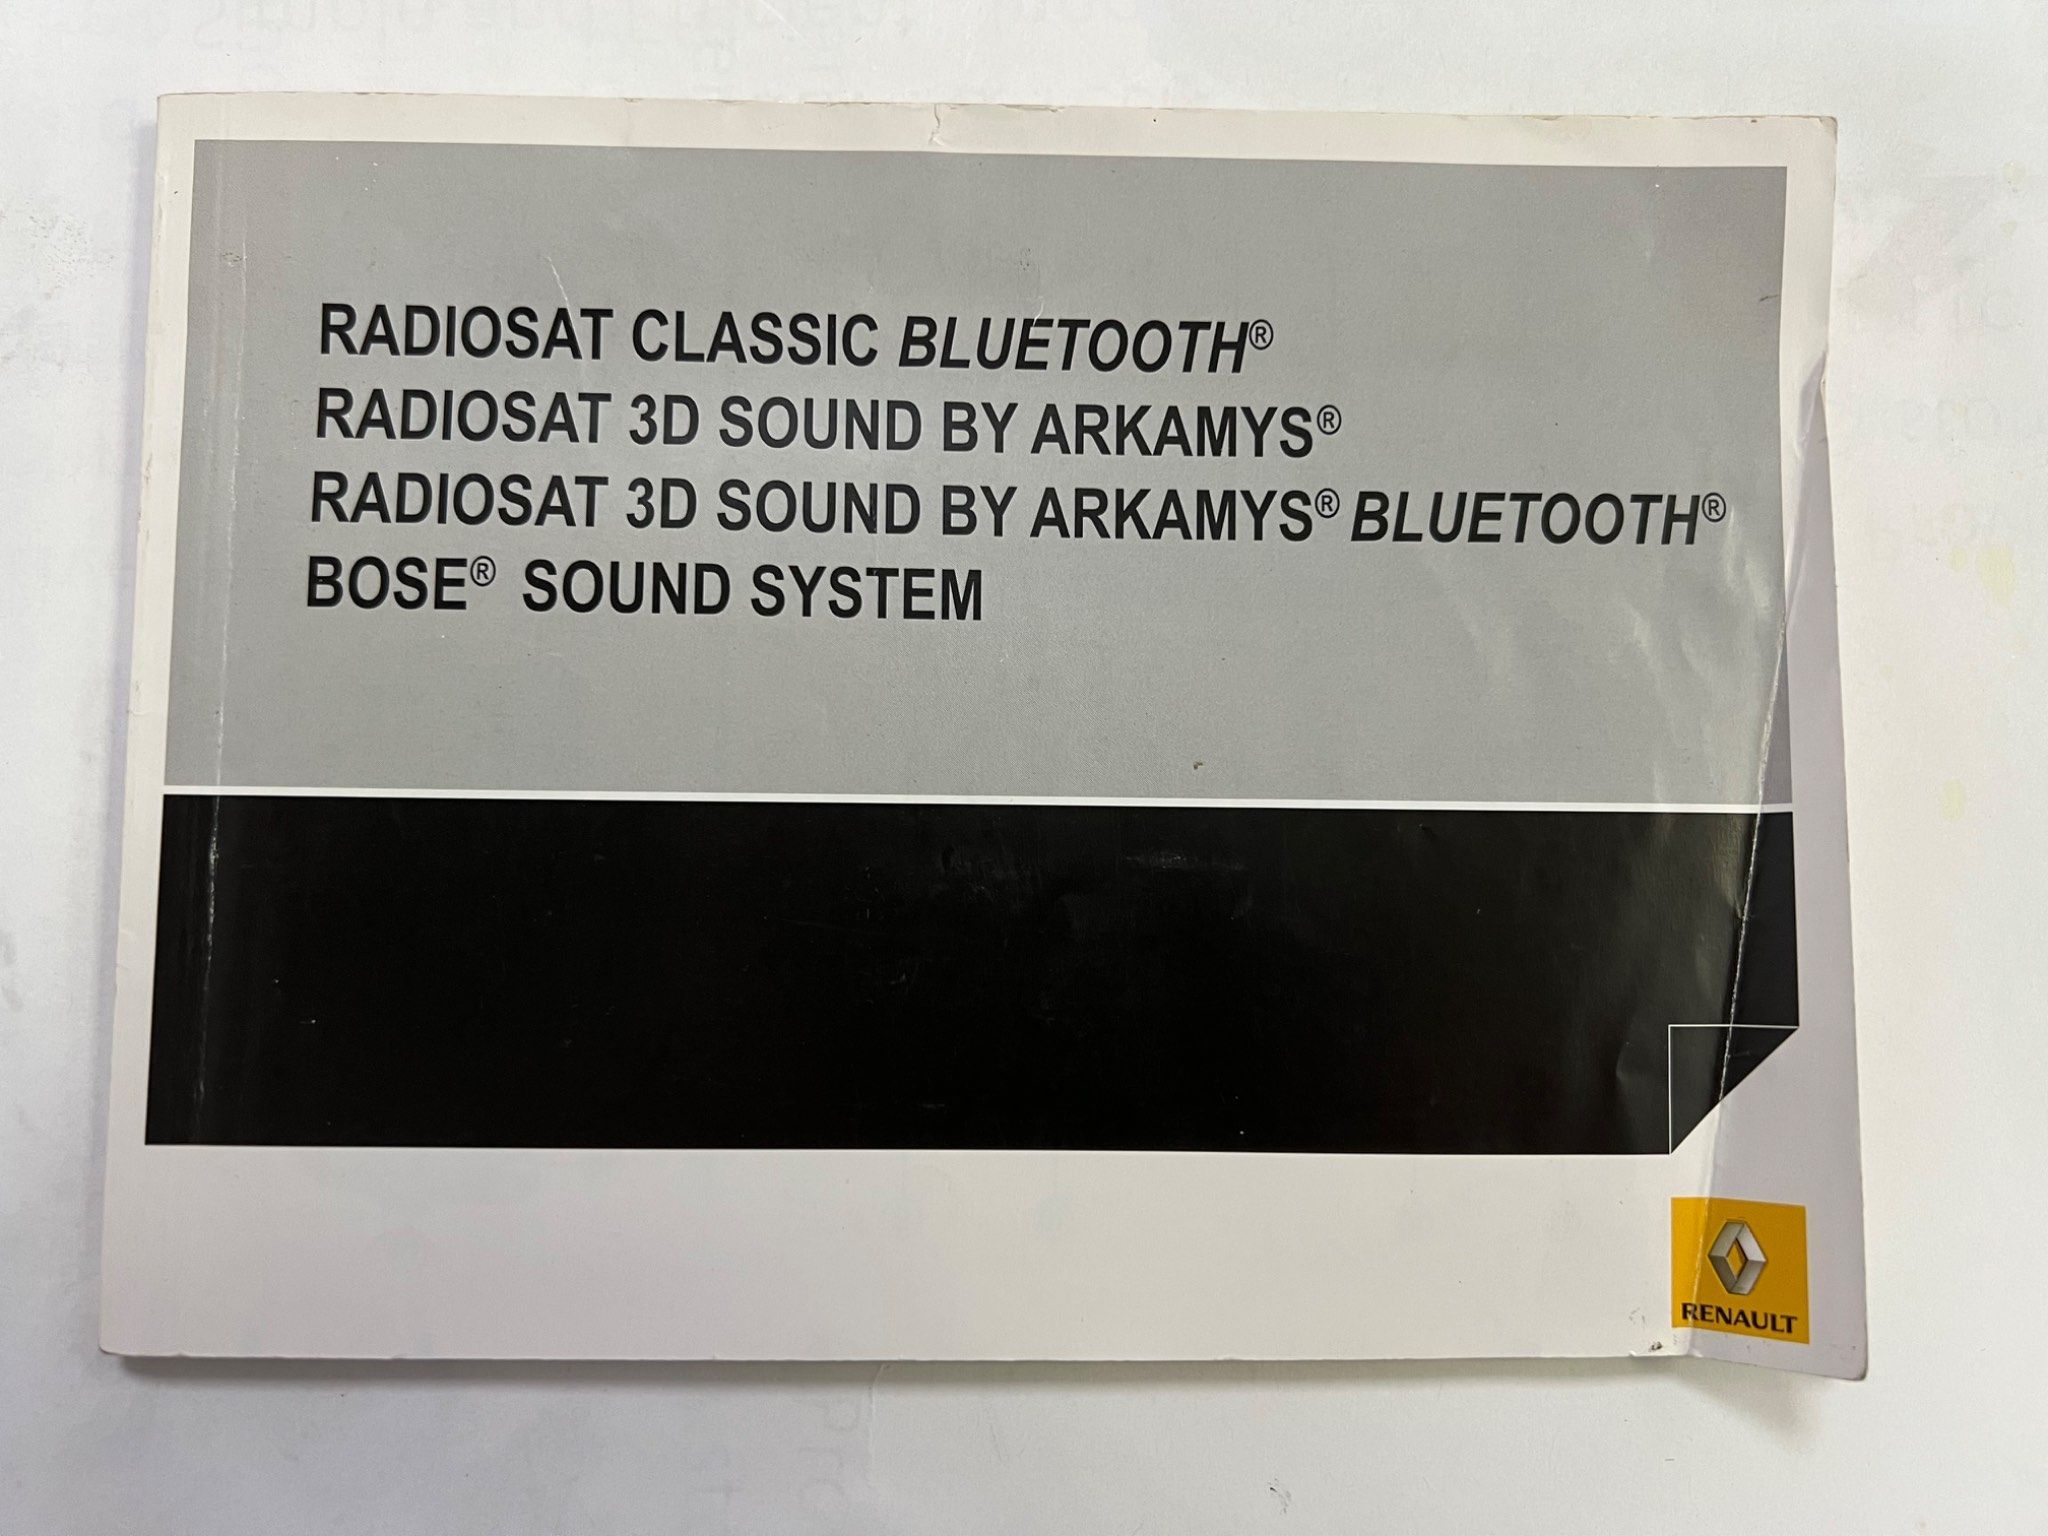 RADIOSAT CLASSIC BLUETOOTH®
RADIOSAT 3D SOUND BY ARKAMYS®
RADIOSAT 3D SOUND BY ARKAMYS® BLUETOOTH®
BOSE® SOUND SYSTEM
RENAULT